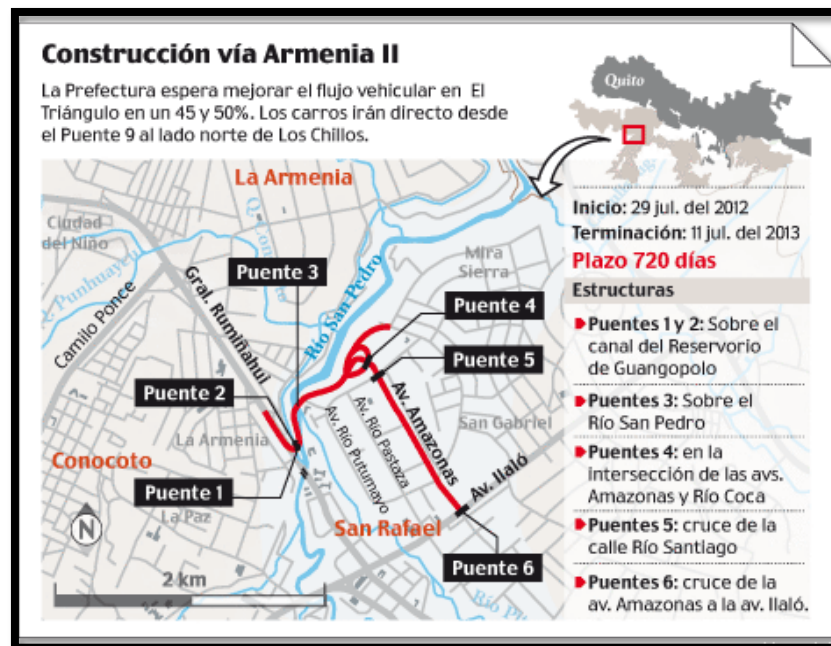 Construcción vía Armenia II
La Prefectura espera mejorar el flujo vehicular en El
Triángulo en un 45 y 50%. Los carros irán directo desde
el Puente 9 al lado norte de Los Chillos.
Quito
Inicio: 29 jul. del 2012
Terminación: 11 jul. del 2013
Plazo 720 días
Estructuras
Puentes 1 y 2: Sobre el
canal del Reservorio
de Guangopolo
Puentes 3: Sobre el
Río San Pedro
Puentes 4: en la
intersección de las avs.
Amazonas y Río Coca
Puentes 5: cruce de la
calle Río Santiago
Puentes 6: cruce de la
av. Amazonas a la av. Ilaló.
La Armenia
Ciudad
del Niño
Mira
Sierra
Puente 3
Río San Pedro
Puente 4
Camilo Ponce
Gral. Rumiñahui
Puente 5
Puente 2
Av. Amazonas
Av. Río Pastaza
Av. Río Putumayo
San Gabriel
La Armenia
Conocoto
Av. Ilaló
Puente 1
La Paz
N
San Rafael
Puente 6
2 km